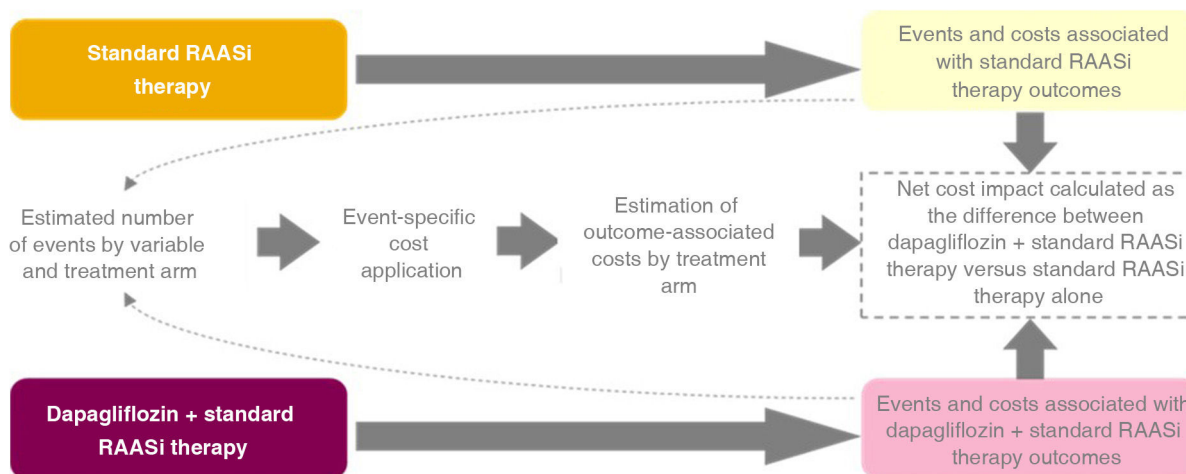 Standard RAASi
therapy
Events and costs associated
with standard RAASi
therapy outcomes
Estimated number
of events by variable
and treatment arm
Event-specific
cost
application
Estimation of
outcome-associated
costs by treatment
arm
Net cost impact calculated as
the difference between
dapagliflozin + standard RAASi
therapy versus standard RAASi
therapy alone
Dapagliflozin + standard
RAASi therapy
Events and costs associated with
dapagliflozin + standard RAASi
therapy outcomes